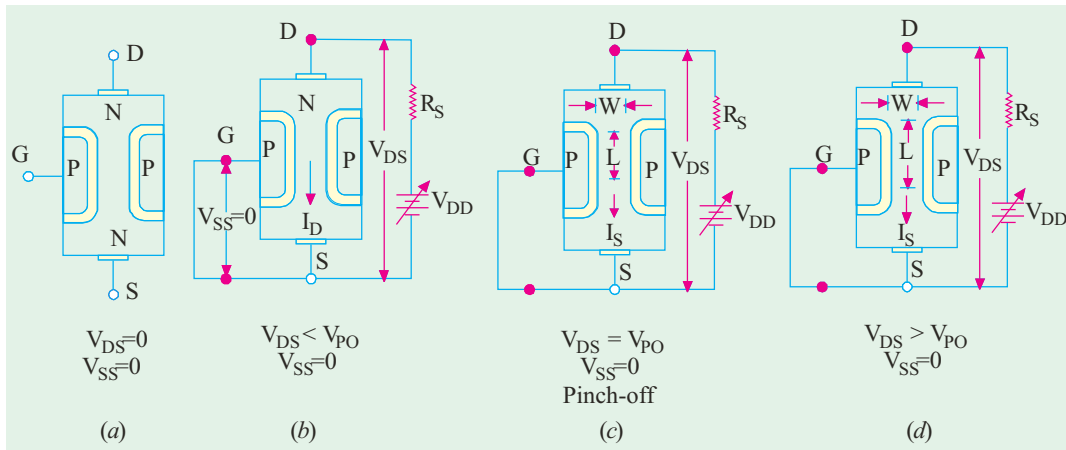 D
N
G
P
P
N
S
V_DS=0
V_SS=0
(a)
D
N
R_S
G
P
P
V_DS
V_SS=0
V_DD
I_D
S
V_DS < V_PO
V_SS=0
(b)
D
W
R_S
G
P
L
P
V_DS
V_DD
I_S
S
V_DS = V_PO
V_SS=0
Pinch-off
(c)
D
W
R_S
G
P
L
P
V_DS
V_DD
I_S
S
V_DS > V_PO
V_SS=0
(d)